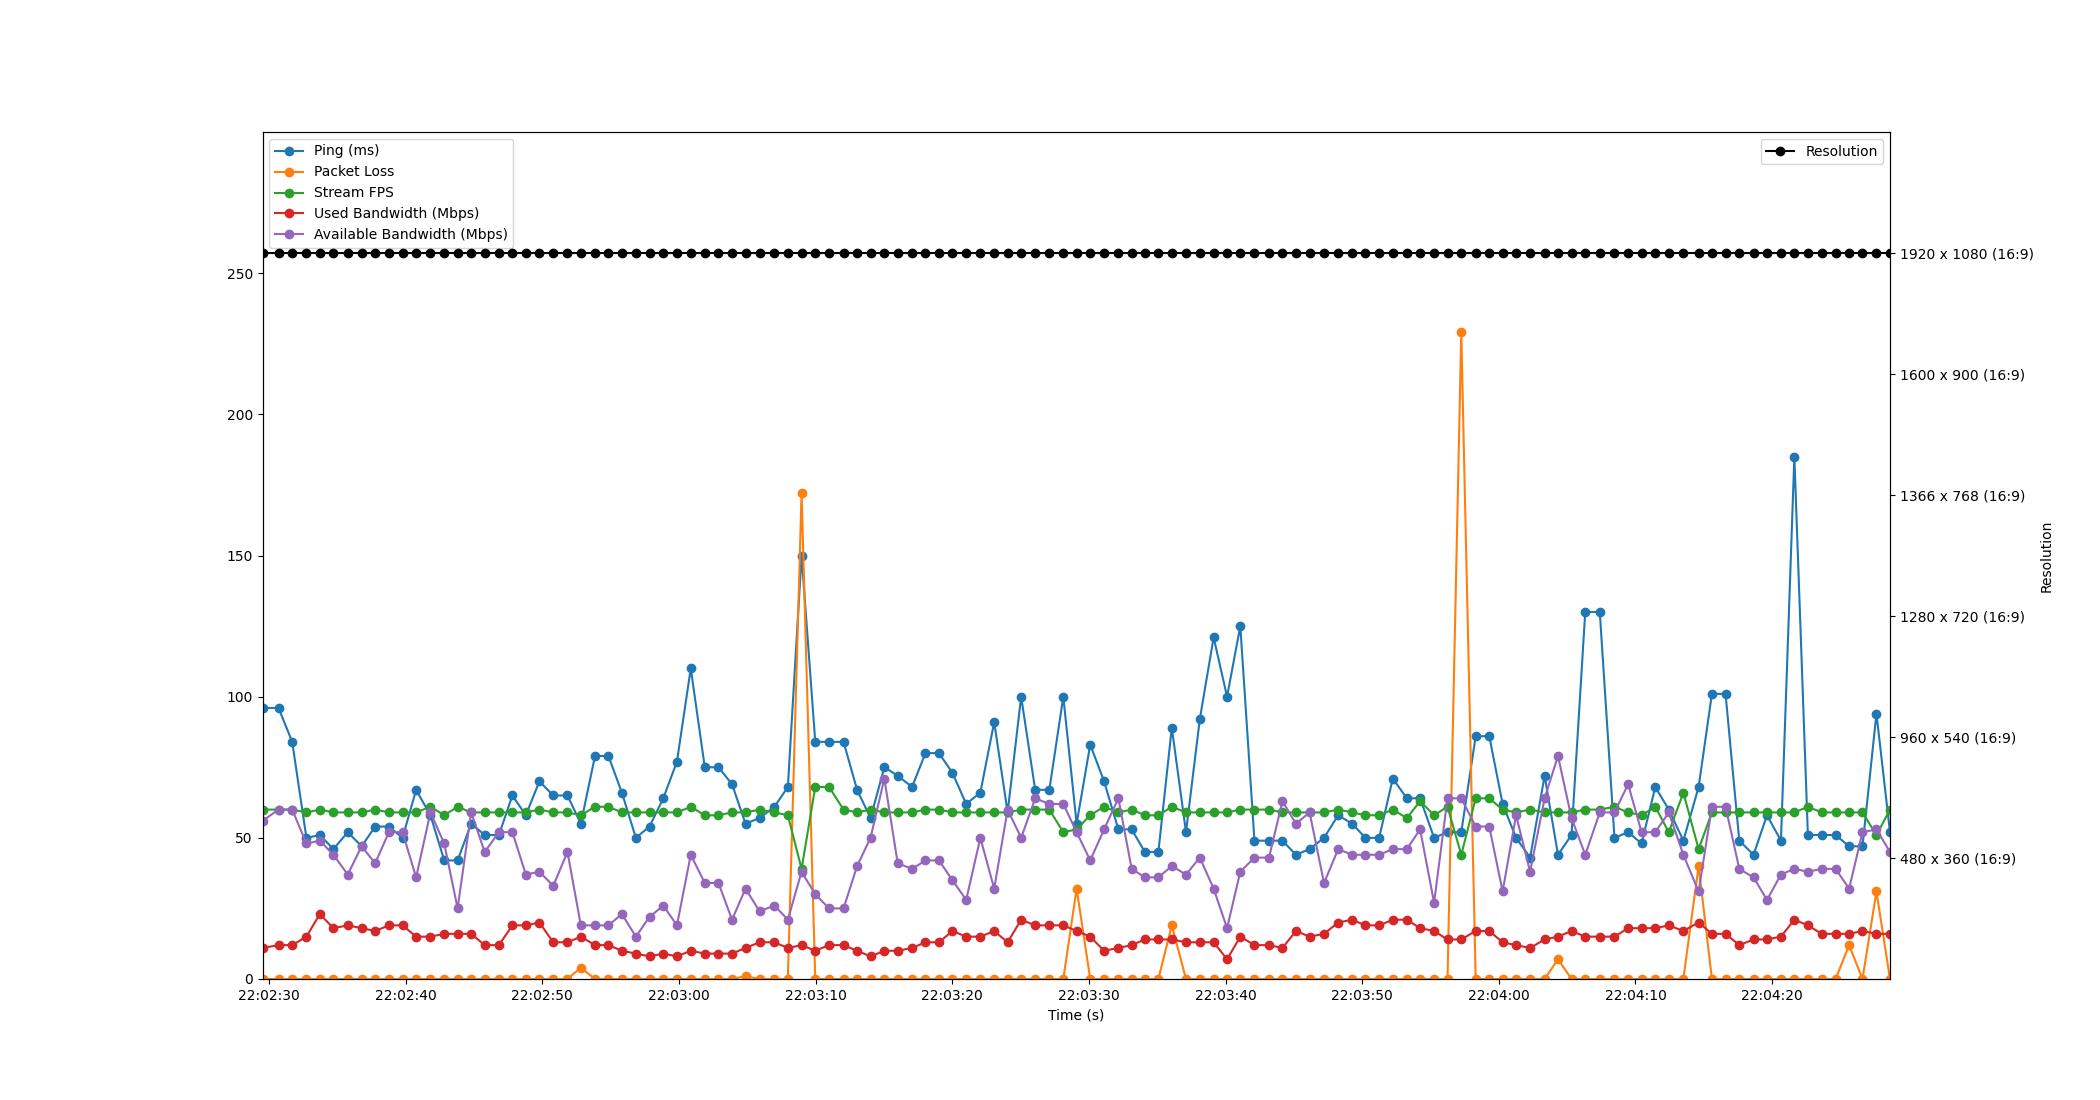 Ping (ms)
Packet Loss
Stream FPS
Used Bandwidth (Mbps)
Available Bandwidth (Mbps)
Resolution
250
200
150
100
50
0
1920 x 1080 (16:9)
1600 x 900 (16:9)
1366 x 768 (16:9)
1280 x 720 (16:9)
960 x 540 (16:9)
480 x 360 (16:9)
Resolution
22:02:30 22:02:40 22:02:50 22:03:00 22:03:10 22:03:20 22:03:30 22:03:40 22:03:50 22:04:00 22:04:10 22:04:20
Time (s)